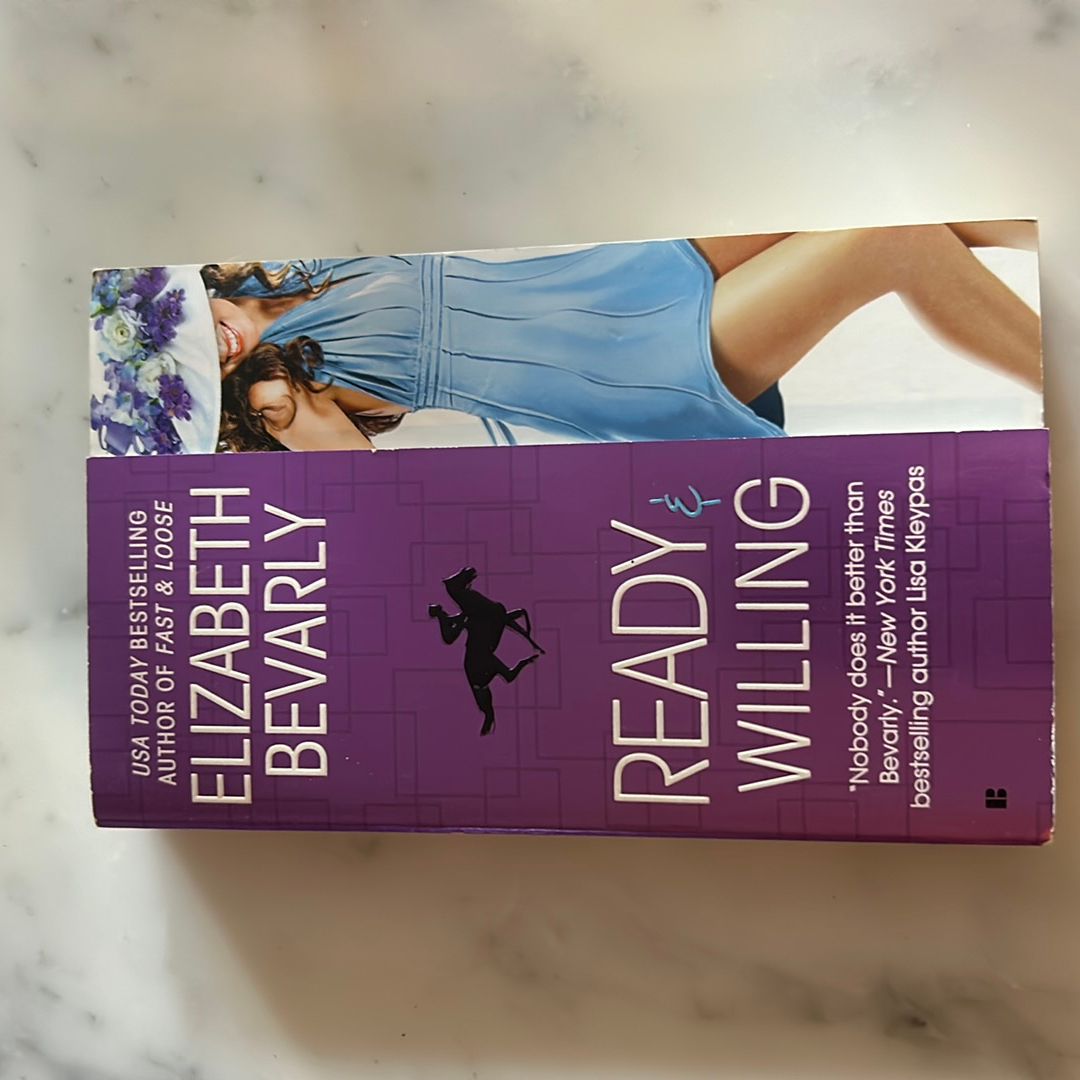 USA TODAY BESTSELLING
AUTHOR OF FAST & LOOSE
ELIZABETH
BEVARLY
READY &
WILLING
"Nobody does it better than
Bevarly." —New York Times
bestselling author Lisa Kleypas
B